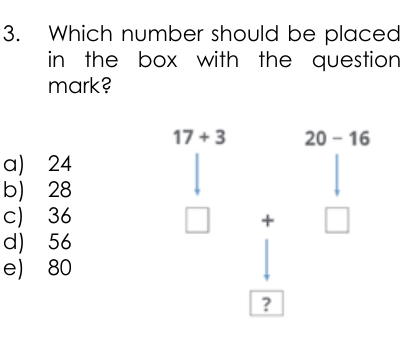 3. Which number should be placed
in the box with the question
mark?
17 + 3
20 – 16
a) 24
b) 28
c) 36
d) 56
e) 80
+
?